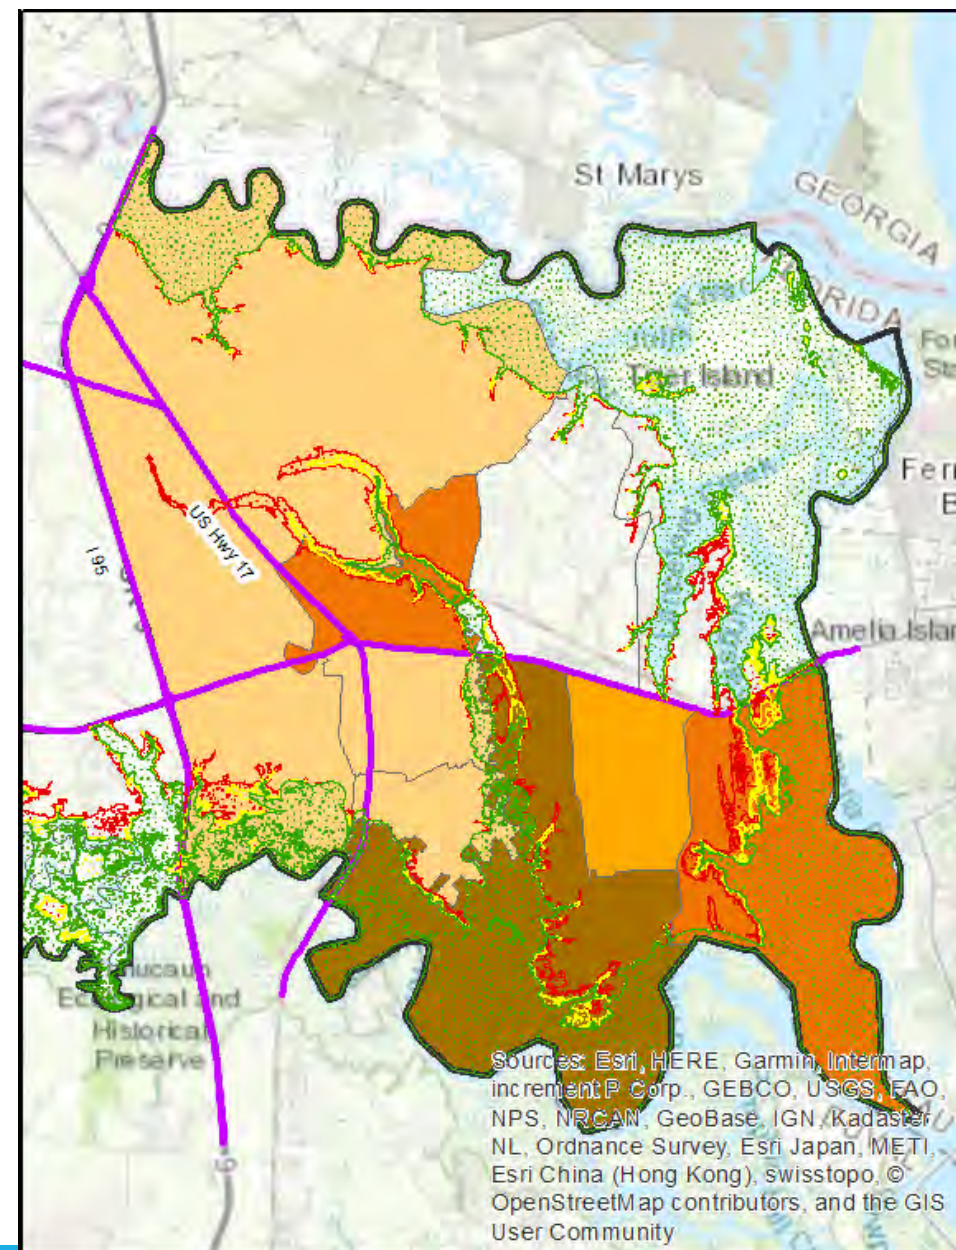 St Marys
GEORGIA
FLORIDA
Tiger Island
US Hwy 17
I 95
Amelia Islan
Ecological and
Historical
Preserve
Sources: Esri, HERE, Garmin, Intermap,
increment P Corp., GEBCO, USGS, FAO,
NPS, NRCAN, GeoBase, IGN, Kadaster
NL, Ordnance Survey, Esri Japan, METI,
Esri China (Hong Kong), swisstopo, ©
OpenStreetMap contributors, and the GIS
User Community